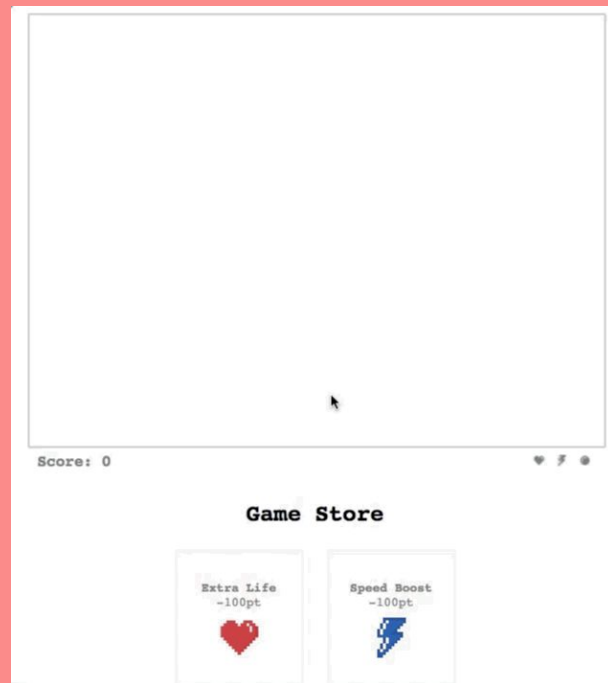 Score: 0
Game Store
Extra Life
-100pt
Speed Boost
-100pt